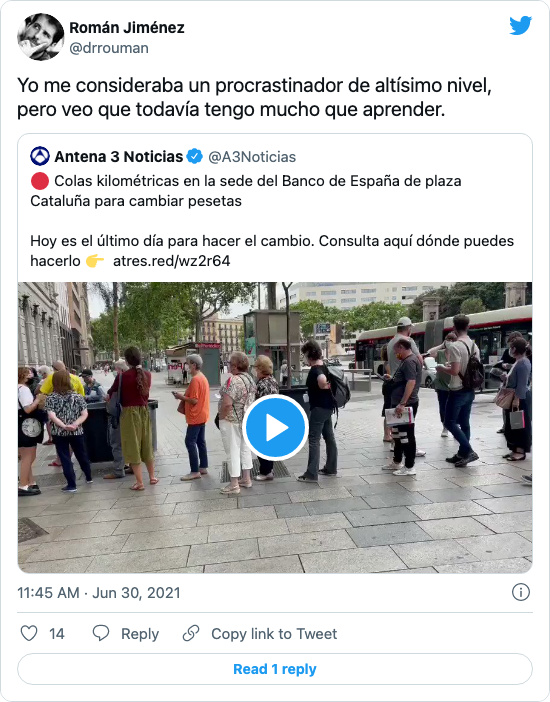 Román Jiménez
@drrouman
Yo me consideraba un procrastinador de altísimo nivel,
pero veo que todavía tengo mucho que aprender.
Antena 3 Noticias @A3Noticias
🔴 Colas kilométricas en la sede del Banco de España de plaza
Cataluña para cambiar pesetas
Hoy es el último día para hacer el cambio. Consulta aquí dónde puedes
hacerlo 👉 atres.red/wz2r64
11:45 AM · Jun 30, 2021
14 Reply Copy link to Tweet
Read 1 reply